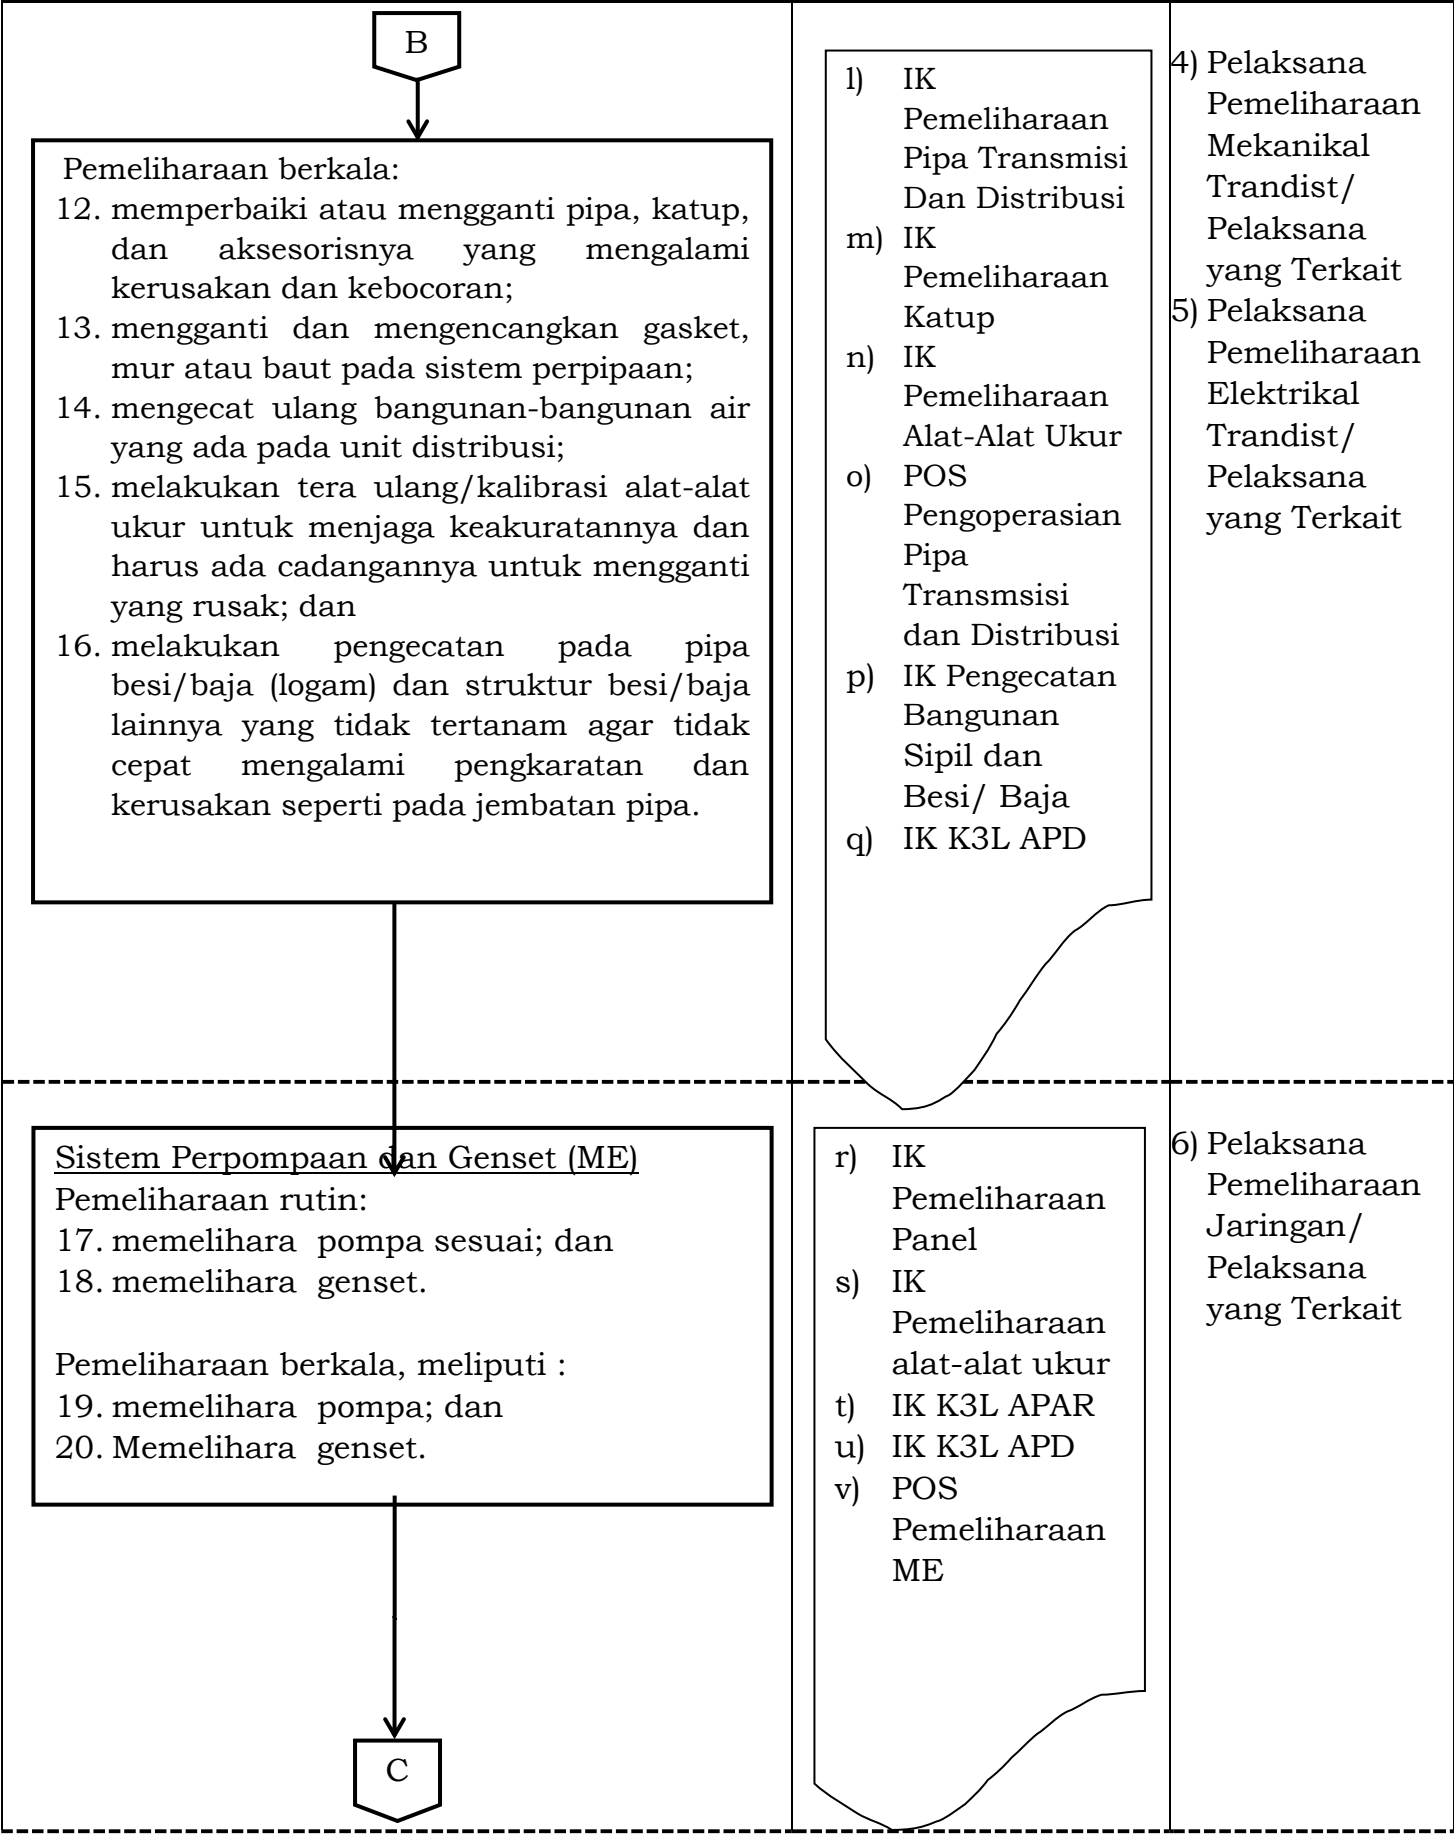 B
Pemeliharaan berkala:
12. memperbaiki atau mengganti pipa, katup,
dan aksesorisnya yang mengalami
kerusakan dan kebocoran;
13. mengganti dan mengencangkan gasket,
mur atau baut pada sistem perpipaan;
14. mengecat ulang bangunan-bangunan air
yang ada pada unit distribusi;
15. melakukan tera ulang/kalibrasi alat-alat
ukur untuk menjaga keakuratannya dan
harus ada cadangannya untuk mengganti
yang rusak; dan
16. melakukan pengecatan pada pipa
besi/baja (logam) dan struktur besi/baja
lainnya yang tidak tertanam agar tidak
cepat mengalami pengkaratan dan
kerusakan seperti pada jembatan pipa.
l) IK
Pemeliharaan
Pipa Transmisi
Dan Distribusi
m) IK
Pemeliharaan
Katup
n) IK
Pemeliharaan
Alat-Alat Ukur
o) POS
Pengoperasian
Pipa
Transmsisi
dan Distribusi
p) IK Pengecatan
Bangunan
Sipil dan
Besi/ Baja
q) IK K3L APD
4) Pelaksana
Pemeliharaan
Mekanikal
Trandist/
Pelaksana
yang Terkait
5) Pelaksana
Pemeliharaan
Elektrikal
Trandist/
Pelaksana
yang Terkait
Sistem Perpompaan dan Genset (ME)
Pemeliharaan rutin:
17. memelihara pompa sesuai; dan
18. memelihara genset.
Pemeliharaan berkala, meliputi :
19. memelihara pompa; dan
20. Memelihara genset.
r) IK
Pemeliharaan
Panel
s) IK
Pemeliharaan
alat-alat ukur
t) IK K3L APAR
u) IK K3L APD
v) POS
Pemeliharaan
ME
6) Pelaksana
Pemeliharaan
Jaringan/
Pelaksana
yang Terkait
C